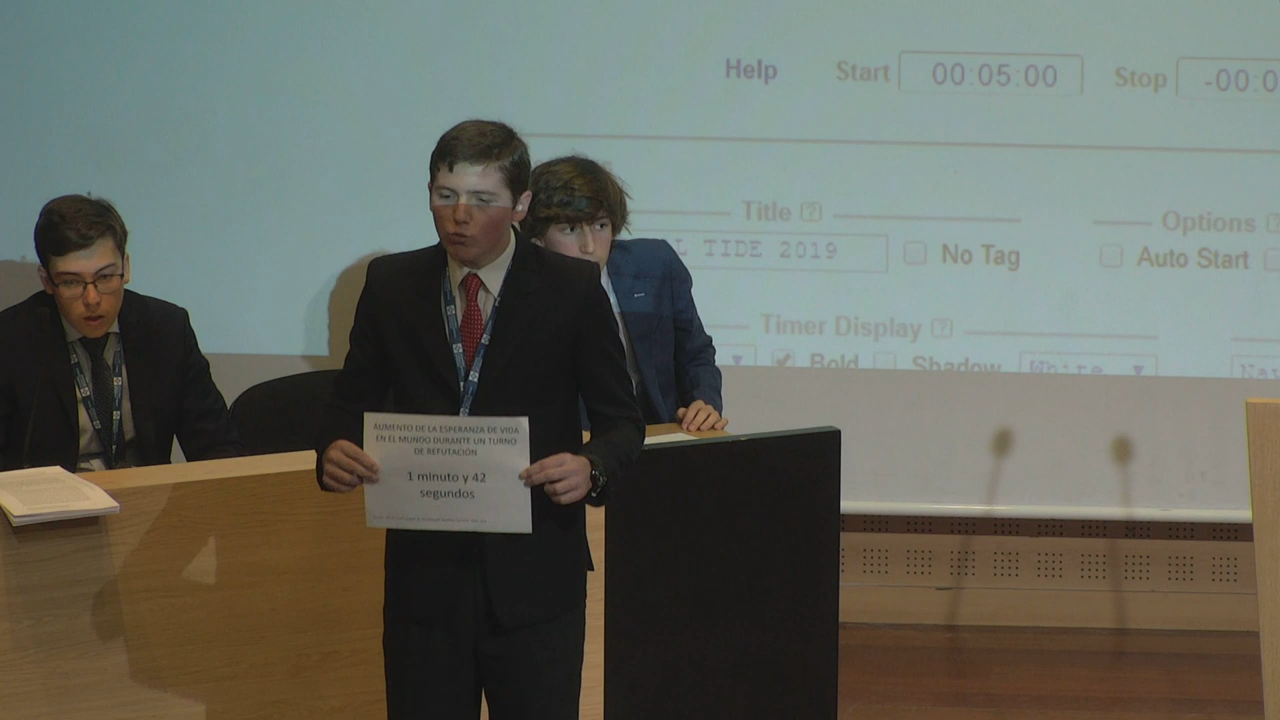 Help Start 00:05:00 Stop -00:0
Title ? Options
L TIDE 2019 No Tag Auto Start
Timer Display ?
Bold Shadow White
AUMENTO DE LA ESPERANZA DE VIDA
EN EL MUNDO DURANTE UN TURNO
DE REFUTACIÓN
1 minuto y 42
segundos